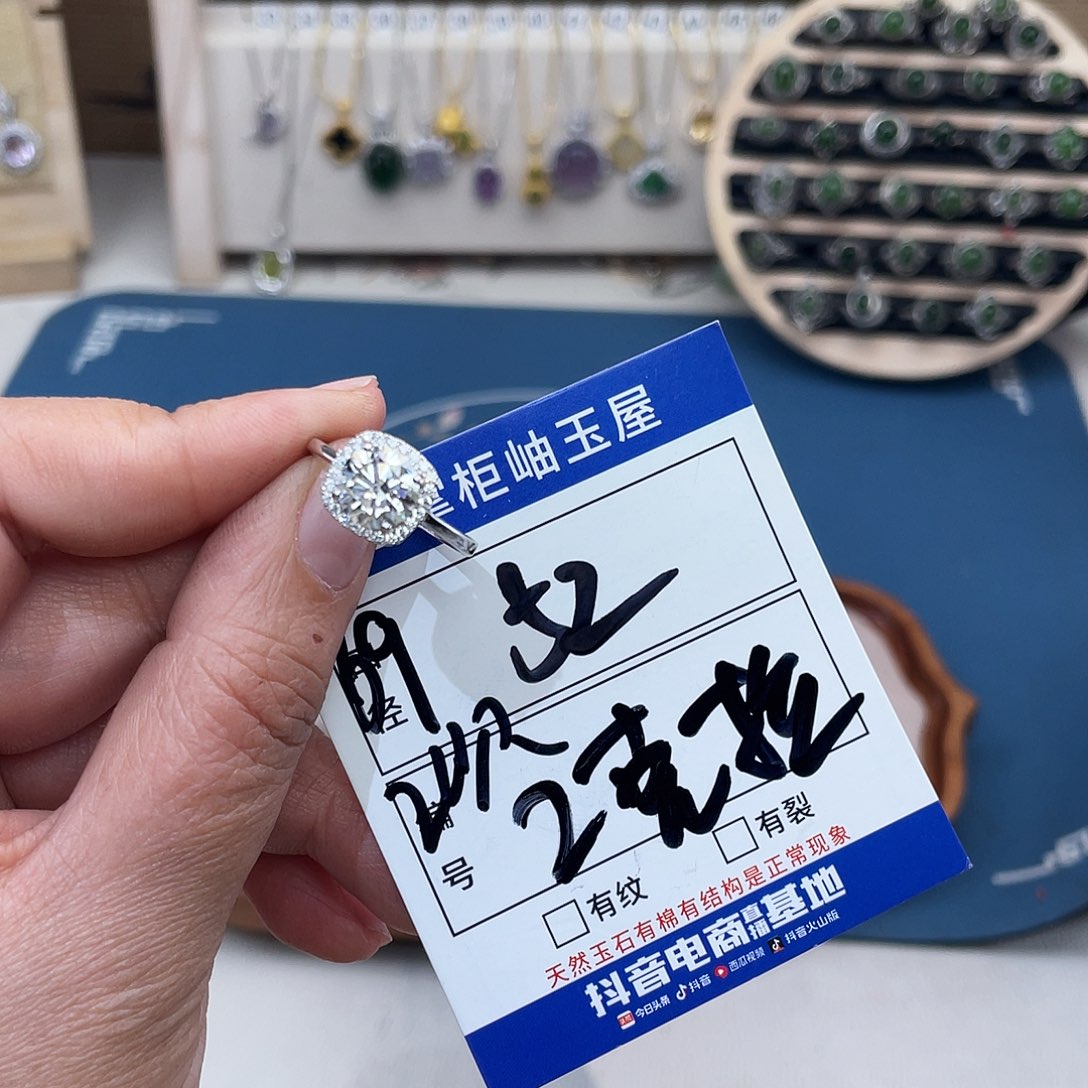 柜岫玉屋
52
69
2克拉
径
号
有裂
有纹
天然玉石有棉有结构是正常现象
抖音电商直播基地
今日头条 抖音 西瓜视频 抖音火山版